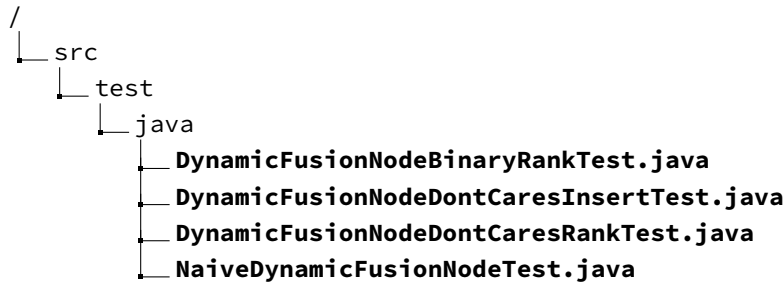 /
src
test
java
DynamicFusionNodeBinaryRankTest.java
DynamicFusionNodeDontCaresInsertTest.java
DynamicFusionNodeDontCaresRankTest.java
NaiveDynamicFusionNodeTest.java